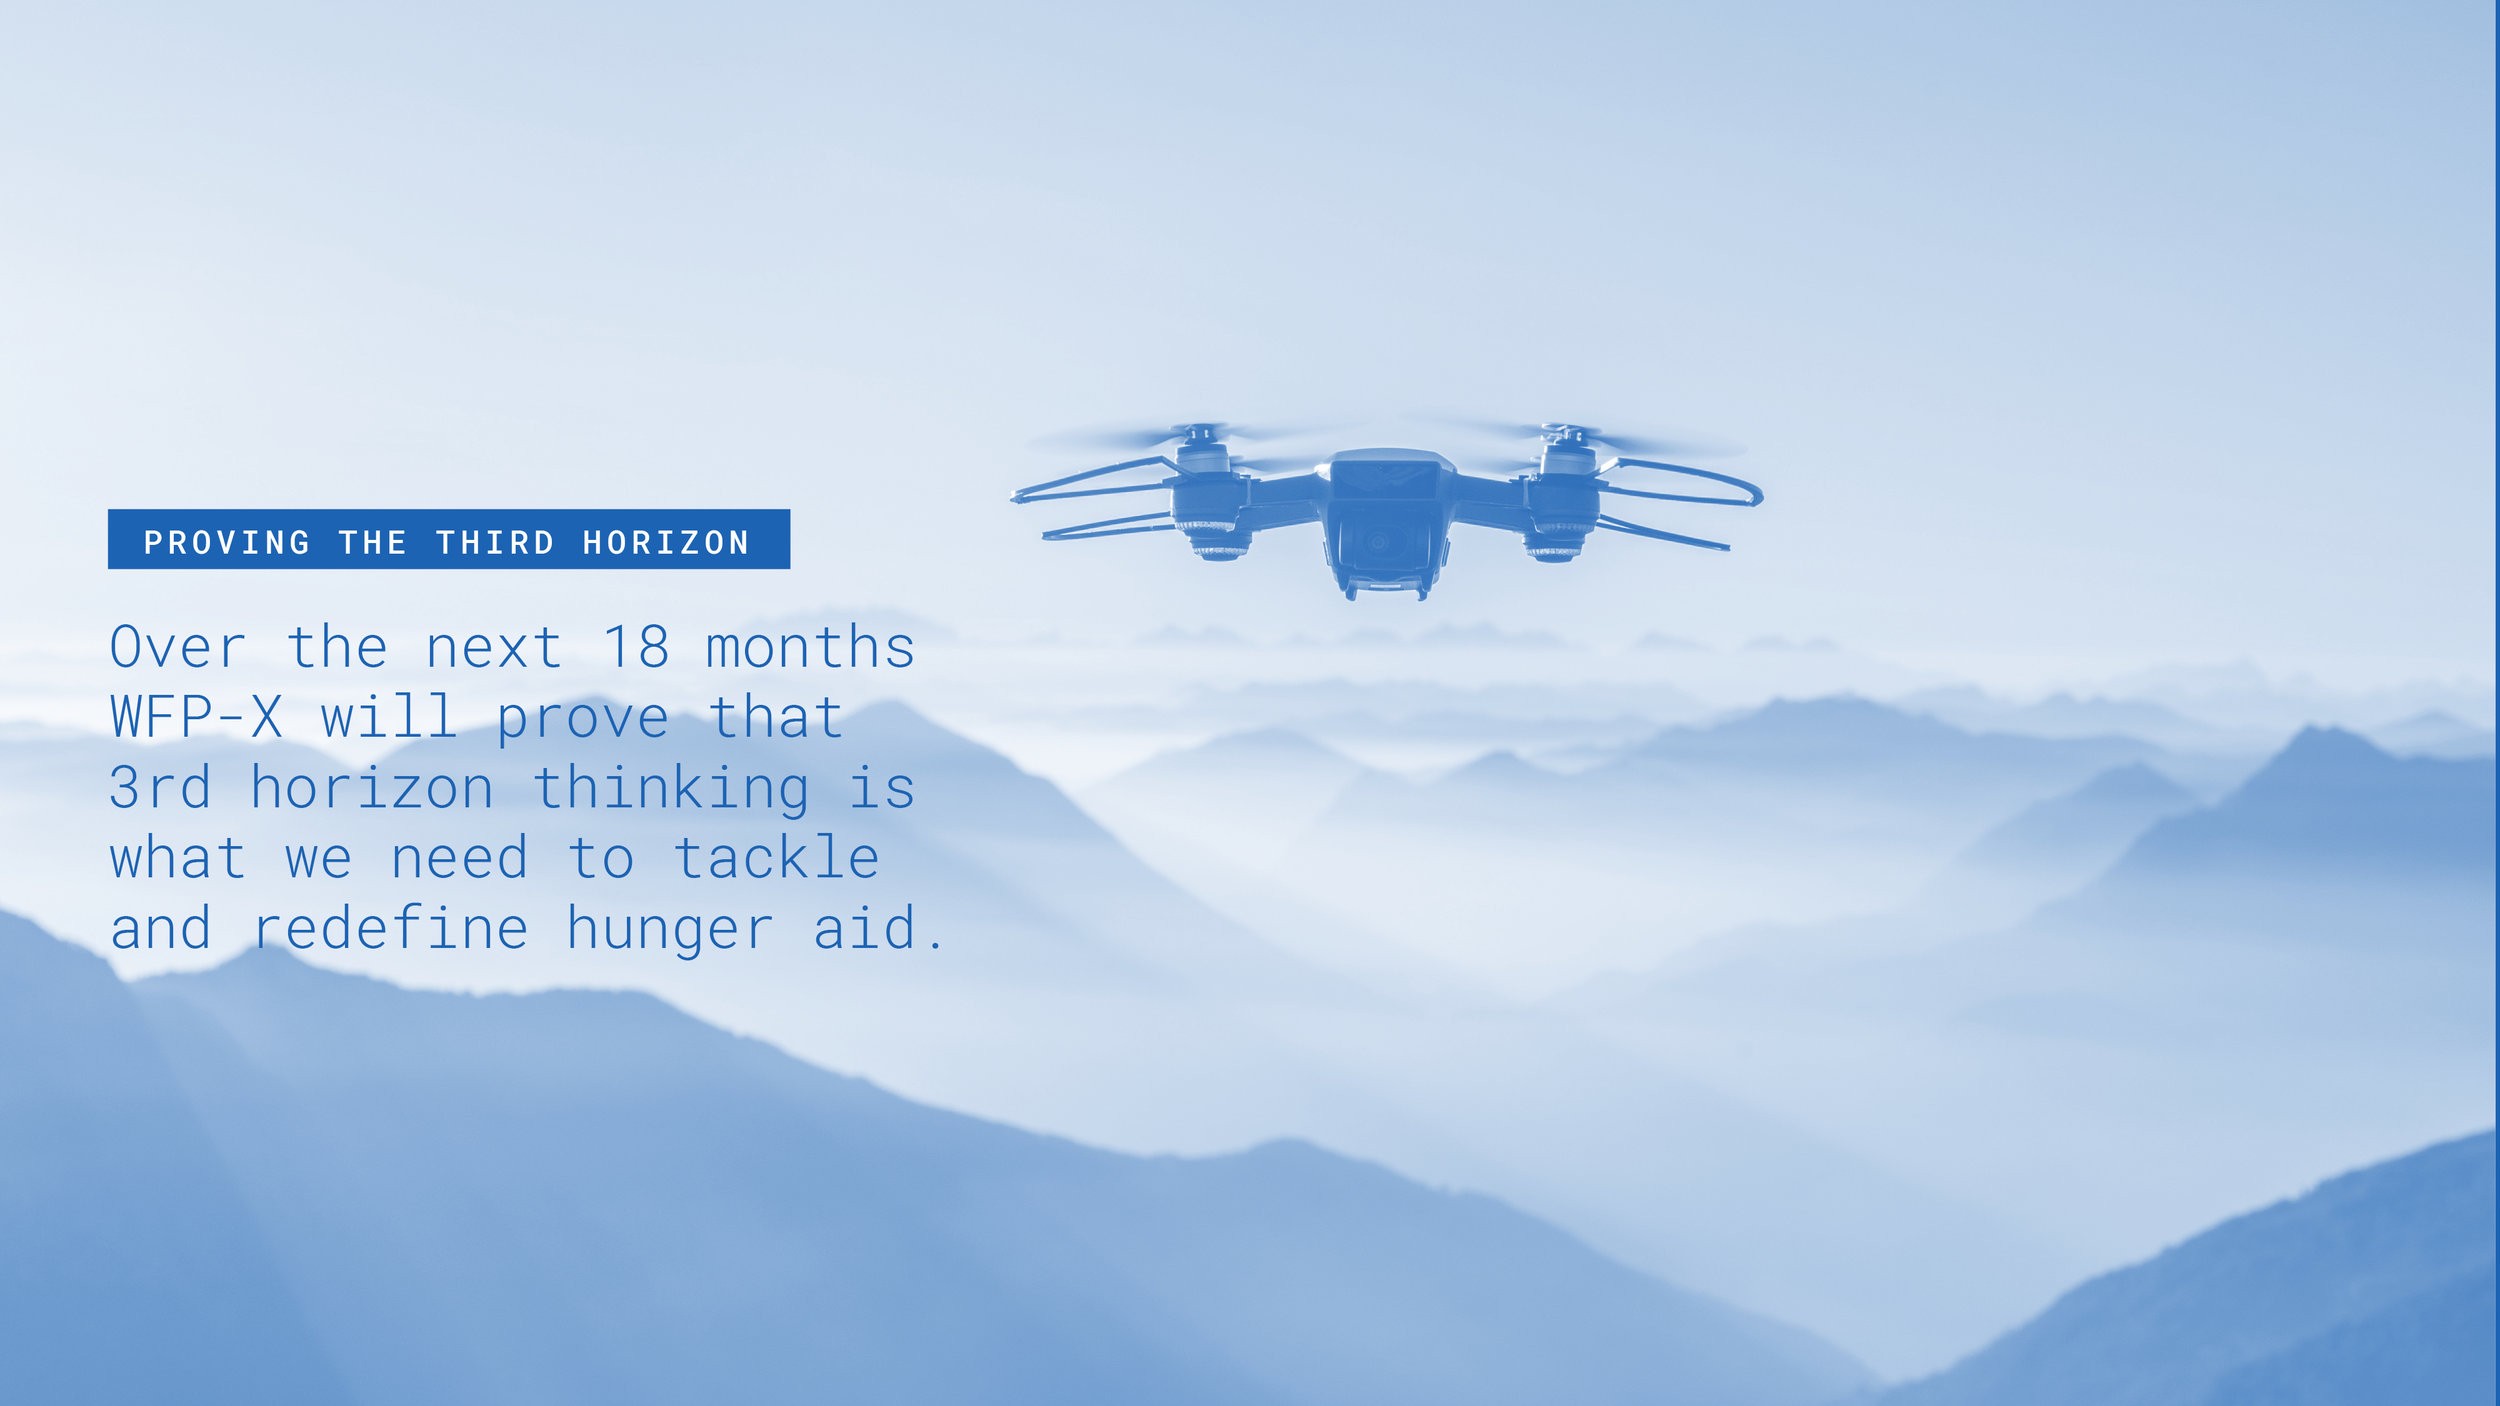 PROVING THE THIRD HORIZON
Over the next 18 months
WFP-X will prove that
3rd horizon thinking is
what we need to tackle
and redefine hunger aid.